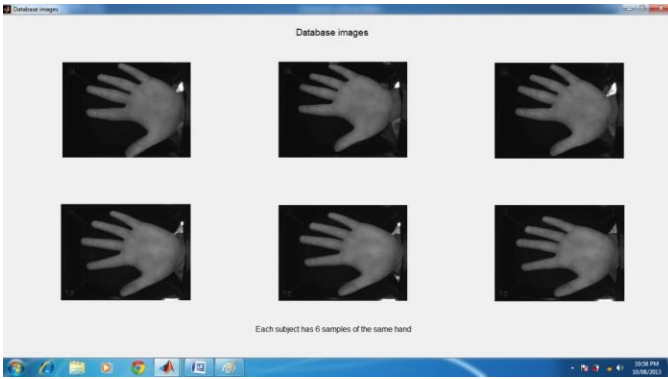 Database images
Database images
Each subject has 6 samples of the same hand
10:58 PM
10/08/2013